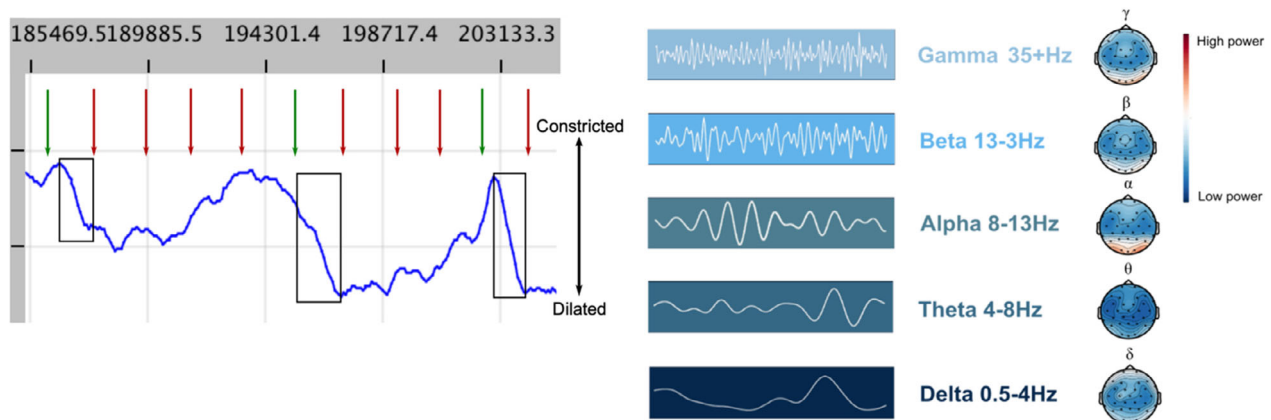 185469.5189885.5 194301.4 198717.4 203133.3
Constricted
Dilated
γ
Gamma 35+Hz
High power
β
Beta 13-3Hz
α
Alpha 8-13Hz
Low power
θ
Theta 4-8Hz
δ
Delta 0.5-4Hz